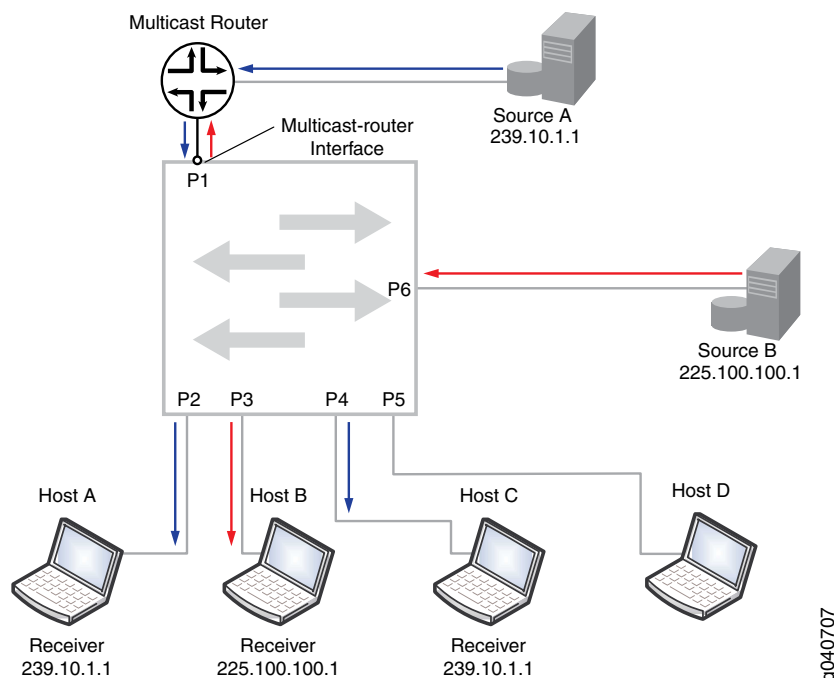 Multicast Router
Source A
239.10.1.1
Multicast-router
Interface
P1
P6
Source B
225.100.100.1
P2
P3
P4
P5
Host A
Host B
Host C
Host D
Receiver
239.10.1.1
Receiver
225.100.100.1
Receiver
239.10.1.1
g040707